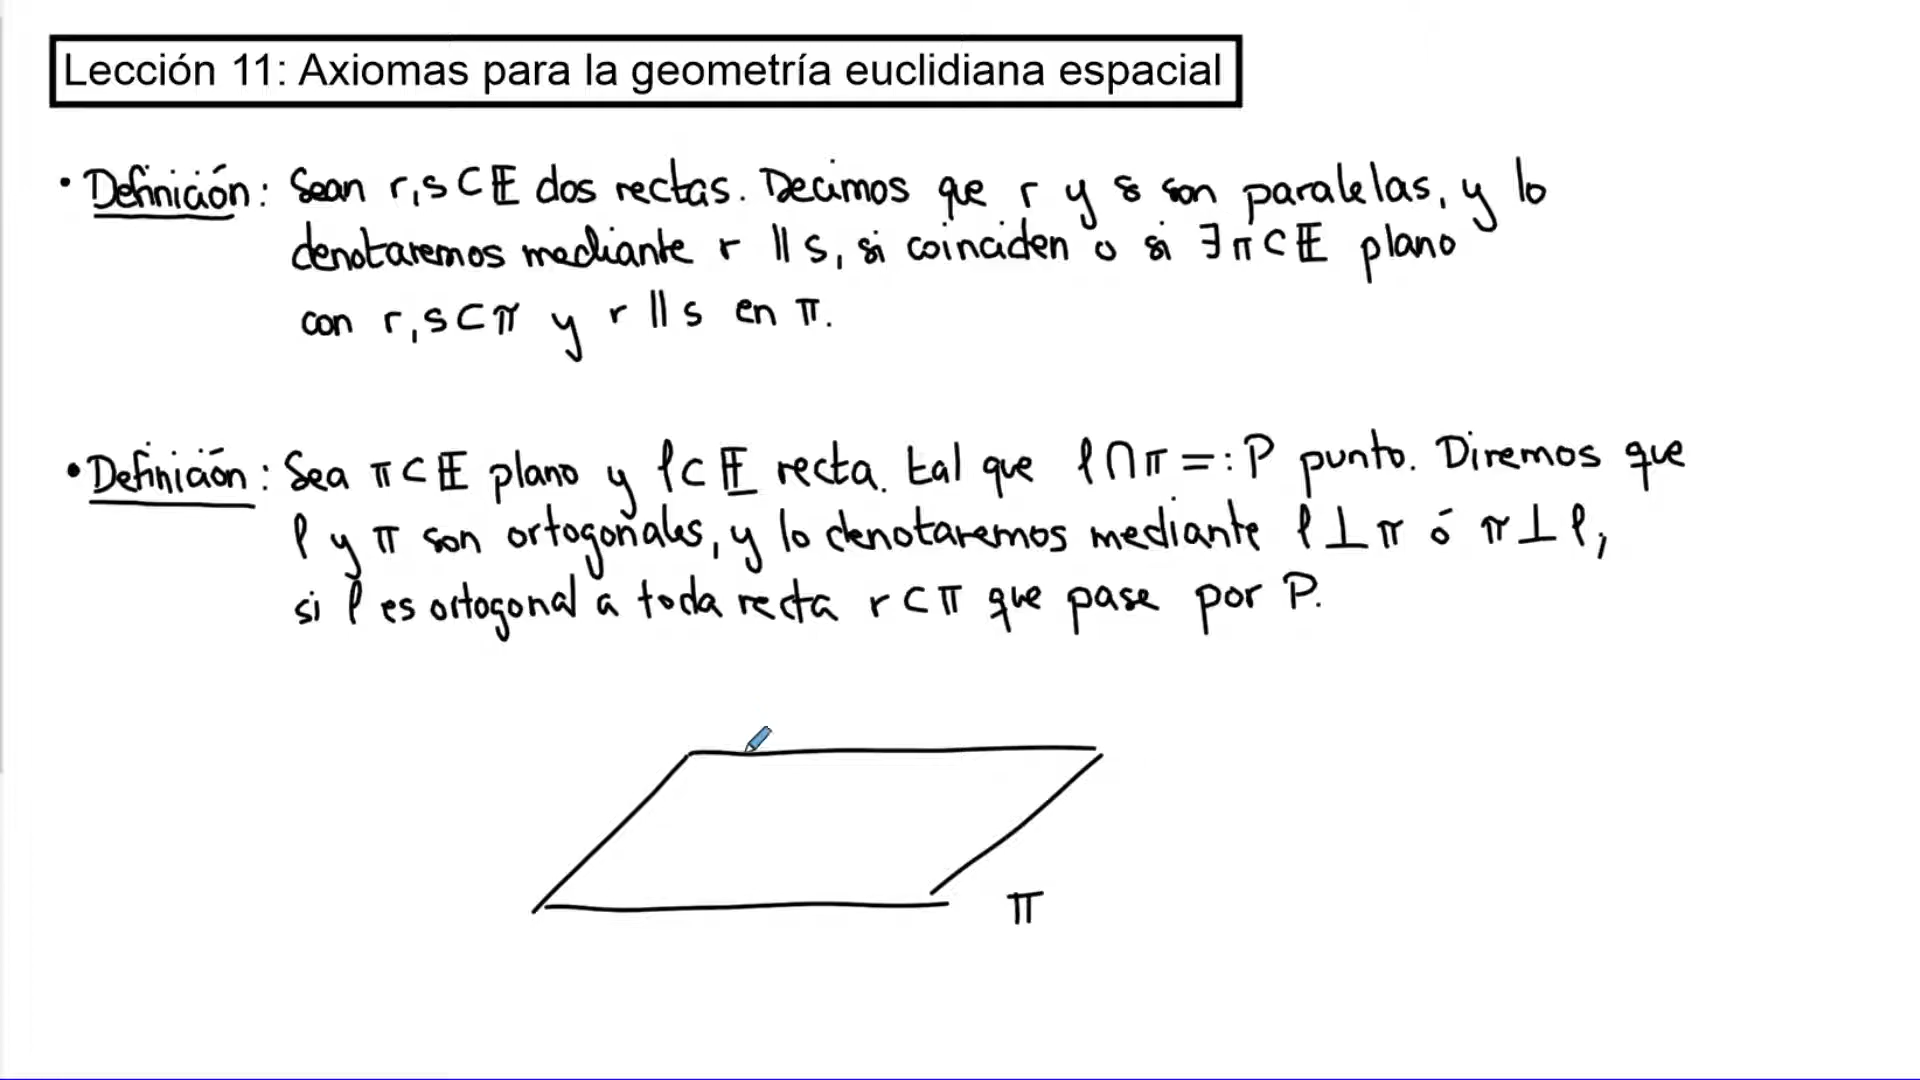 Lección 11: Axiomas para la geometría euclidiana espacial
• Definición: Sean r, s ⊂ 𝔼 dos rectas. Decimos que r y s son paralelas, y lo
denotaremos mediante r ∥ s, si coinciden o si ∃π ⊂ 𝔼 plano
con r, s ⊂ π y r ∥ s en π.
• Definición: Sea π ⊂ 𝔼 plano y ℓ ⊂ 𝔼 recta. tal que ℓ ∩ π =: P punto. Diremos que
ℓ y π son ortogonales, y lo denotaremos mediante ℓ ⊥ π ó π ⊥ ℓ,
si ℓ es ortogonal a toda recta r ⊂ π que pase por P.
π